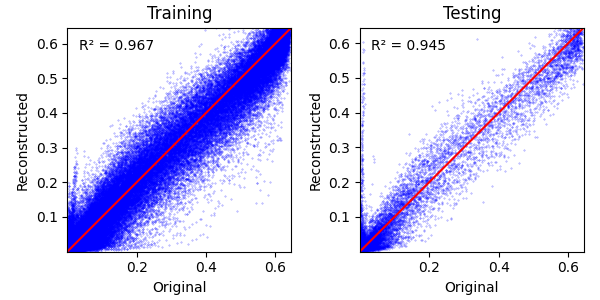 Training
R² = 0.967
Reconstructed
0.6
0.5
0.4
0.3
0.2
0.1
0.2 0.4 0.6
Original
Testing
R² = 0.945
Reconstructed
0.6
0.5
0.4
0.3
0.2
0.1
0.2 0.4 0.6
Original